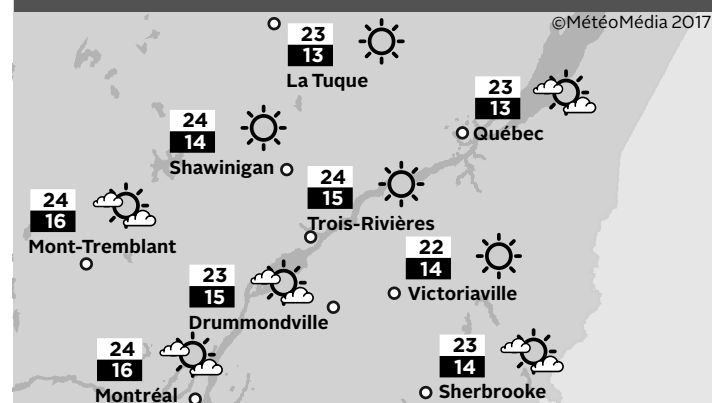 ©MétéoMédia 2017
23
13
La Tuque
23
13
Québec
24
14
Shawinigan
24
15
Trois-Rivières
24
16
Mont-Tremblant
22
14
Victoriaville
23
15
Drummondville
24
16
Montréal
23
14
Sherbrooke